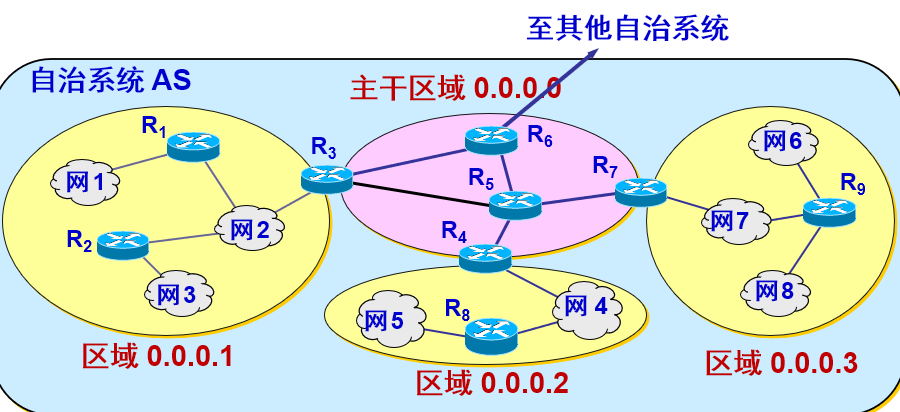 至其他自治系统
自治系统 AS
主干区域 0.0.0.0
R1
R3
R6
网6
网1
R5
R7
R9
R2
网2
R4
网7
网3
网8
网5
R8
网 4
区域 0.0.0.1
区域 0.0.0.2
区域 0.0.0.3